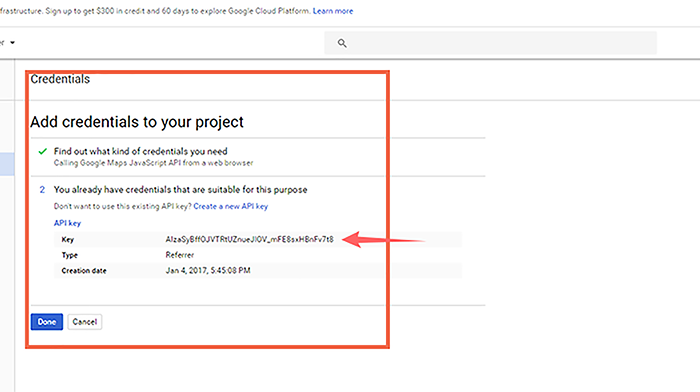 frastructure. Sign up to get $300 in credit and 60 days to explore Google Cloud Platform. Learn more
Credentials
Add credentials to your project
Find out what kind of credentials you need
Calling Google Maps JavaScript API from a web browser
2 You already have credentials that are suitable for this purpose
Don't want to use this existing API key? Create a new API key
API key
Key
Type Referrer
Creation date Jan 4, 2017, 5:45:08 PM
Done Cancel